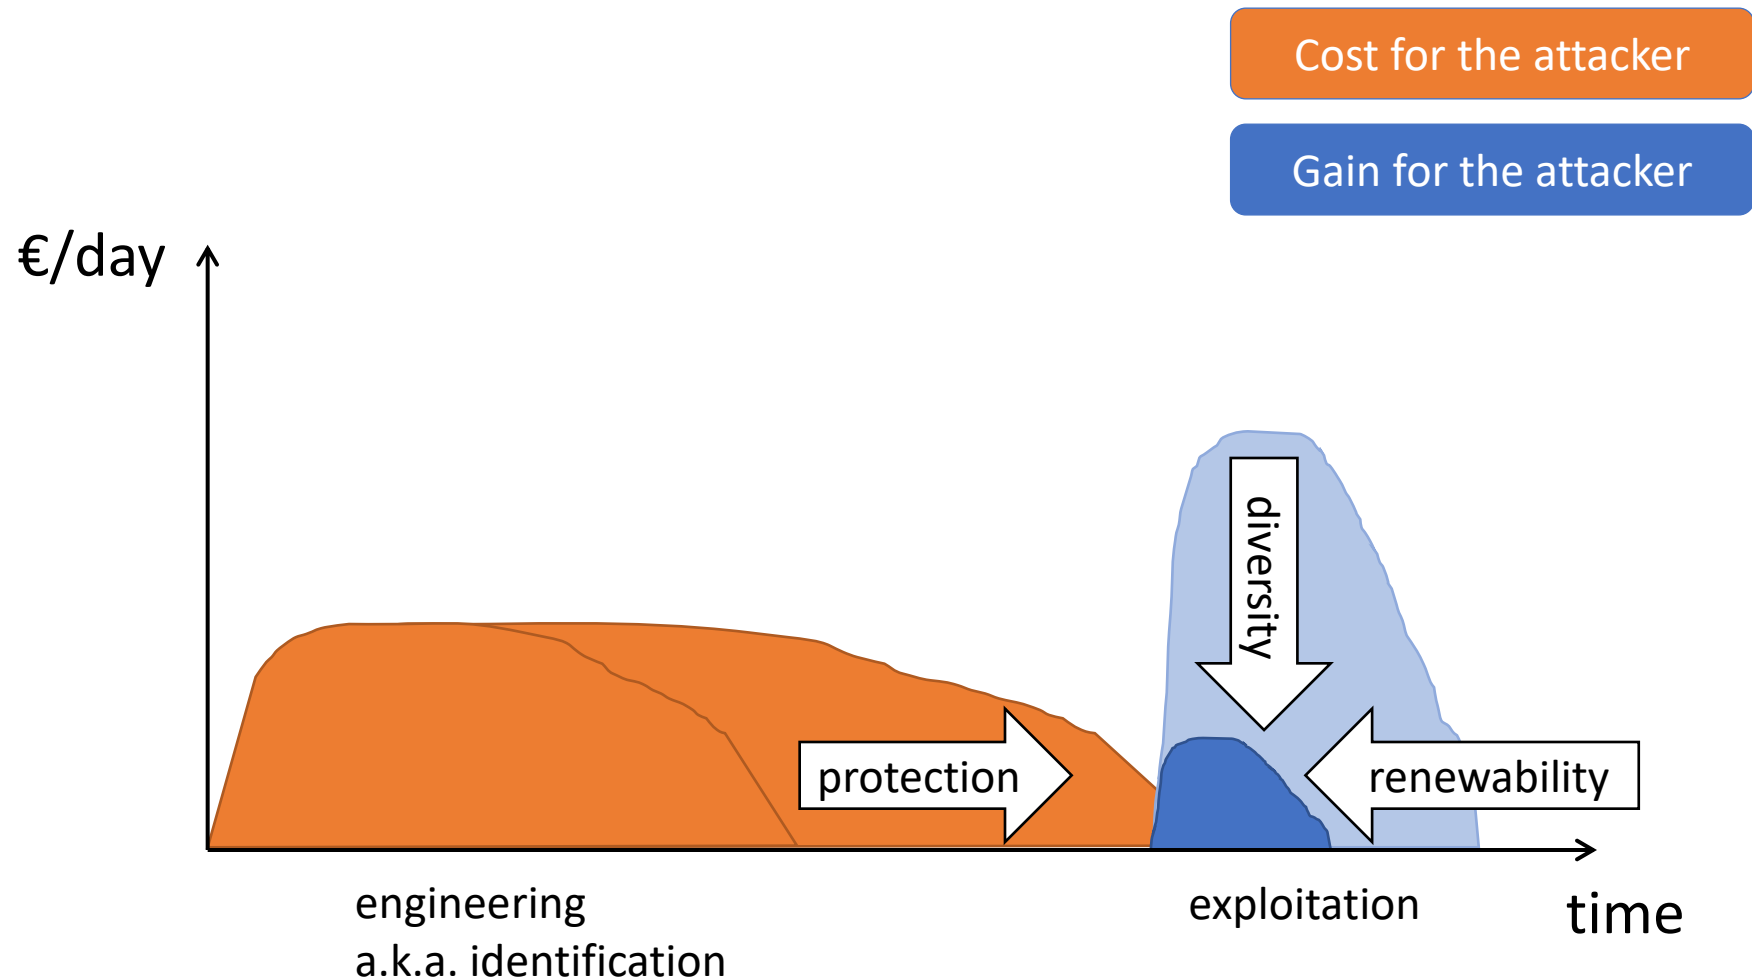 Cost for the attacker
Gain for the attacker
€/day
diversity
protection
renewability
engineering
a.k.a. identification
exploitation
time